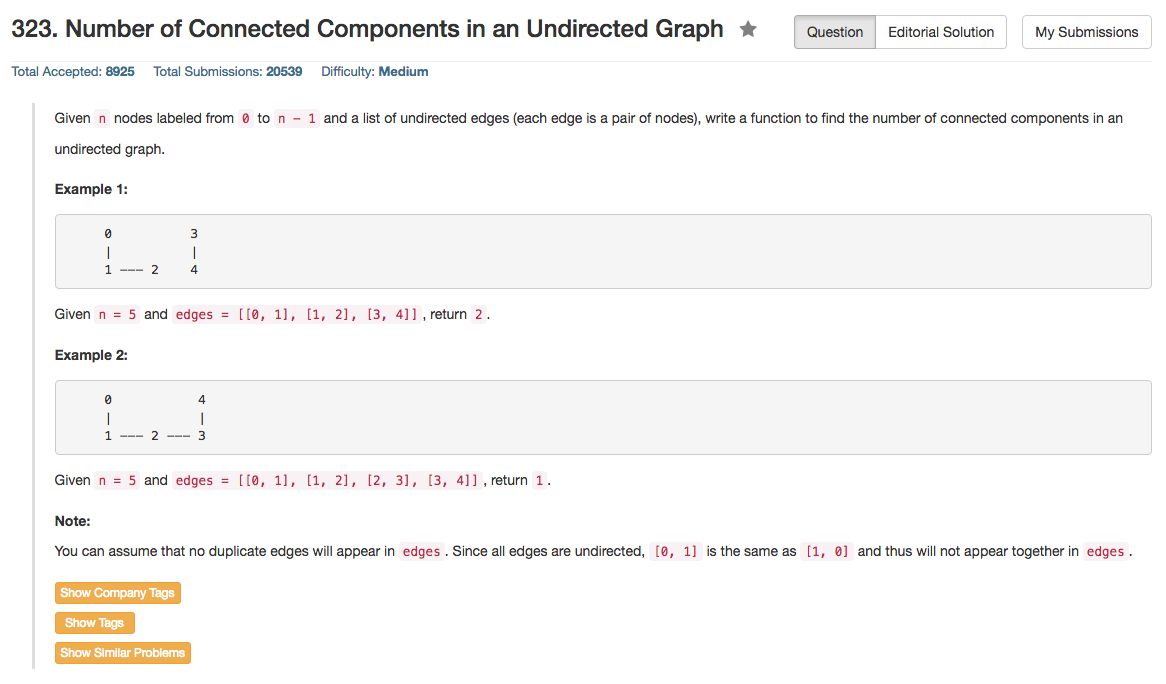 323. Number of Connected Components in an Undirected Graph ★ Question Editorial Solution My Submissions
Total Accepted: 8925 Total Submissions: 20539 Difficulty: Medium
Given n nodes labeled from 0 to n - 1 and a list of undirected edges (each edge is a pair of nodes), write a function to find the number of connected components in an
undirected graph.
Example 1:
0          3
|          |
1 --- 2    4
Given n = 5 and edges = [[0, 1], [1, 2], [3, 4]], return 2.
Example 2:
0           4
|           |
1 --- 2 --- 3
Given n = 5 and edges = [[0, 1], [1, 2], [2, 3], [3, 4]], return 1.
Note:
You can assume that no duplicate edges will appear in edges. Since all edges are undirected, [0, 1] is the same as [1, 0] and thus will not appear together in edges.
Show Company Tags
Show Tags
Show Similar Problems